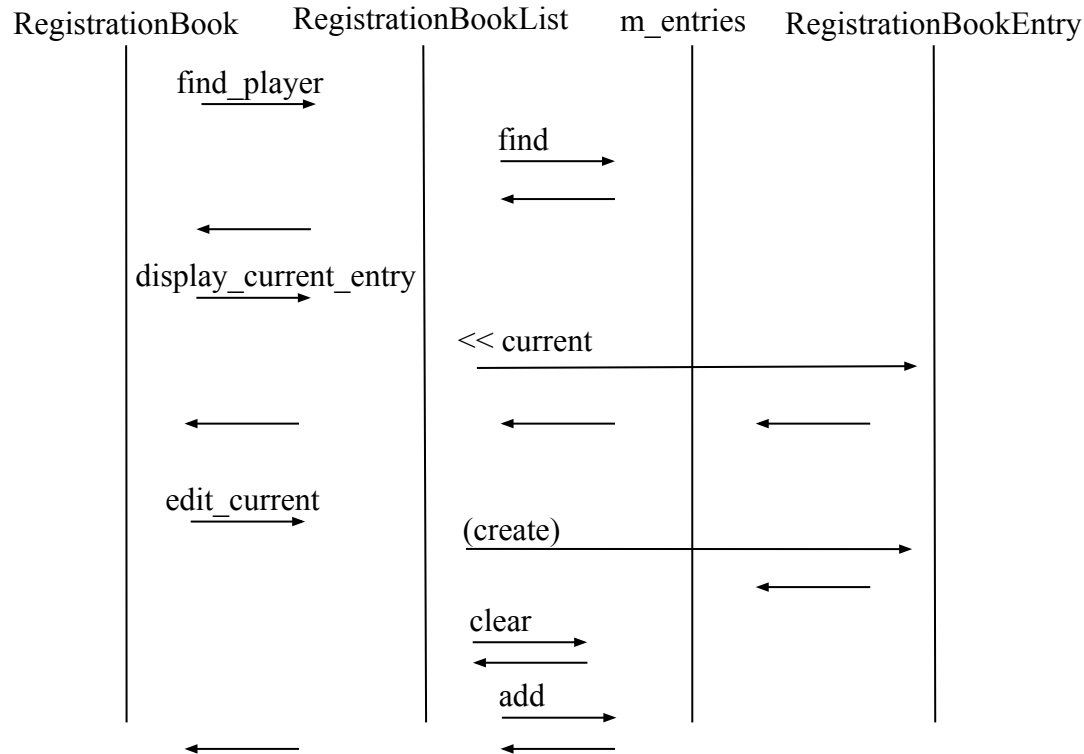 RegistrationBook
RegistrationBookList
m_entries
RegistrationBookEntry
find_player
find
display_current_entry
<< current
edit_current
(create)
clear
add